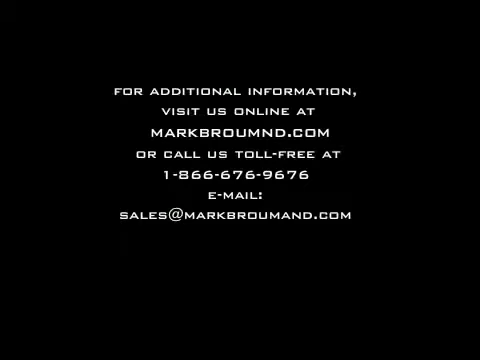 FOR ADDITIONAL INFORMATION,
VISIT US ONLINE AT
MARKBROUMND.COM
OR CALL US TOLL-FREE AT
1-866-676-9676
E-MAIL:
SALES@MARKBROUMAND.COM